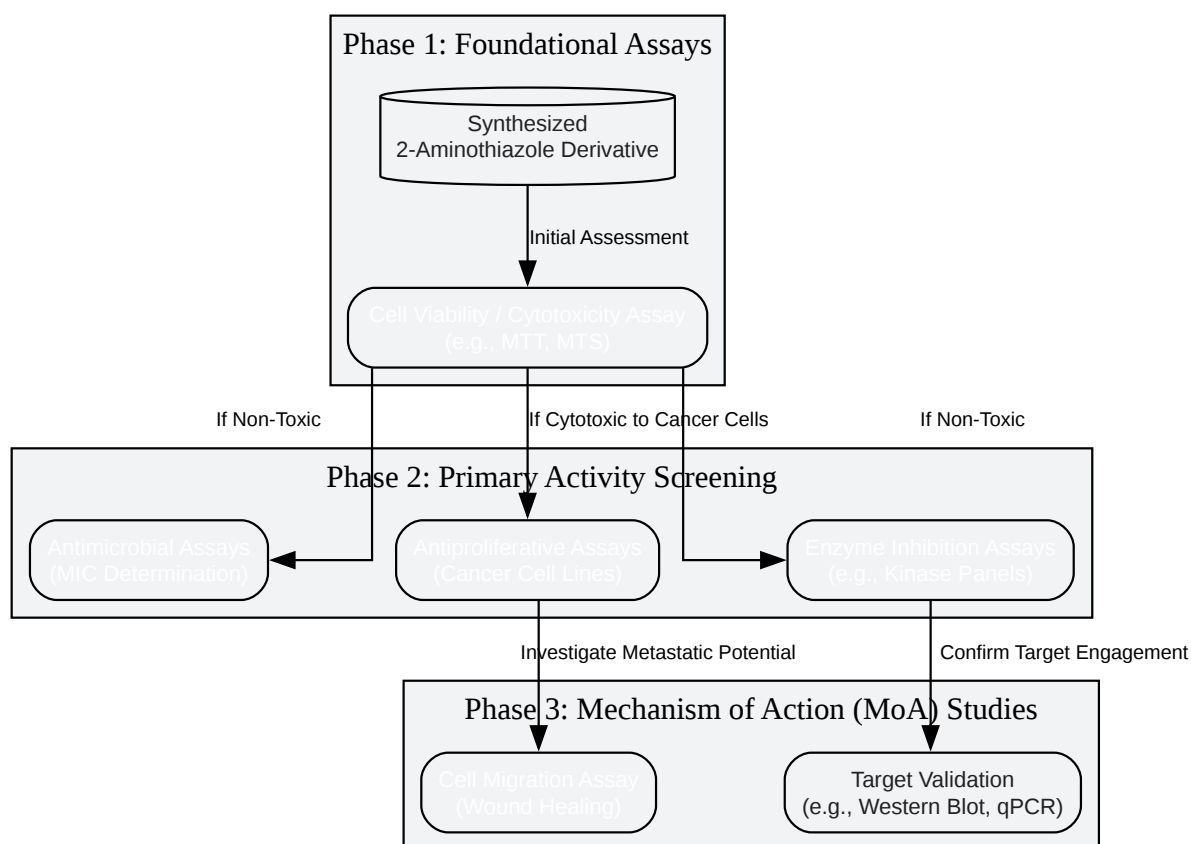 Phase 1: Foundational Assays
Synthesized
2-Aminothiazole Derivative
Initial Assessment
Cell Viability / Cytotoxicity Assay
(e.g., MTT, MTS)
If Non-Toxic
If Cytotoxic to Cancer Cells
If Non-Toxic
Phase 2: Primary Activity Screening
Antimicrobial Assays
(MIC Determination)
Antiproliferative Assays
(Cancer Cell Lines)
Enzyme Inhibition Assays
(e.g., Kinase Panels)
Investigate Metastatic Potential
Confirm Target Engagement
Phase 3: Mechanism of Action (MoA) Studies
Cell Migration Assay
(Wound Healing)
Target Validation
(e.g., Western Blot, qPCR)